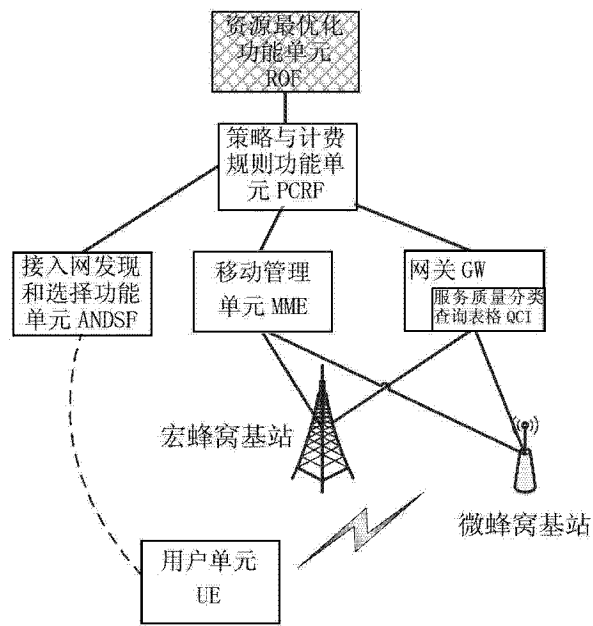 资源最优化
功能单元
ROF
策略与计费
规则功能单
元 PCRF
接入网发现
和选择功能
单元 ANDSF
移动管理
单元 MME
网关 GW
服务质量分类
查询表格 QCI
宏蜂窝基站
微蜂窝基站
用户单元
UE